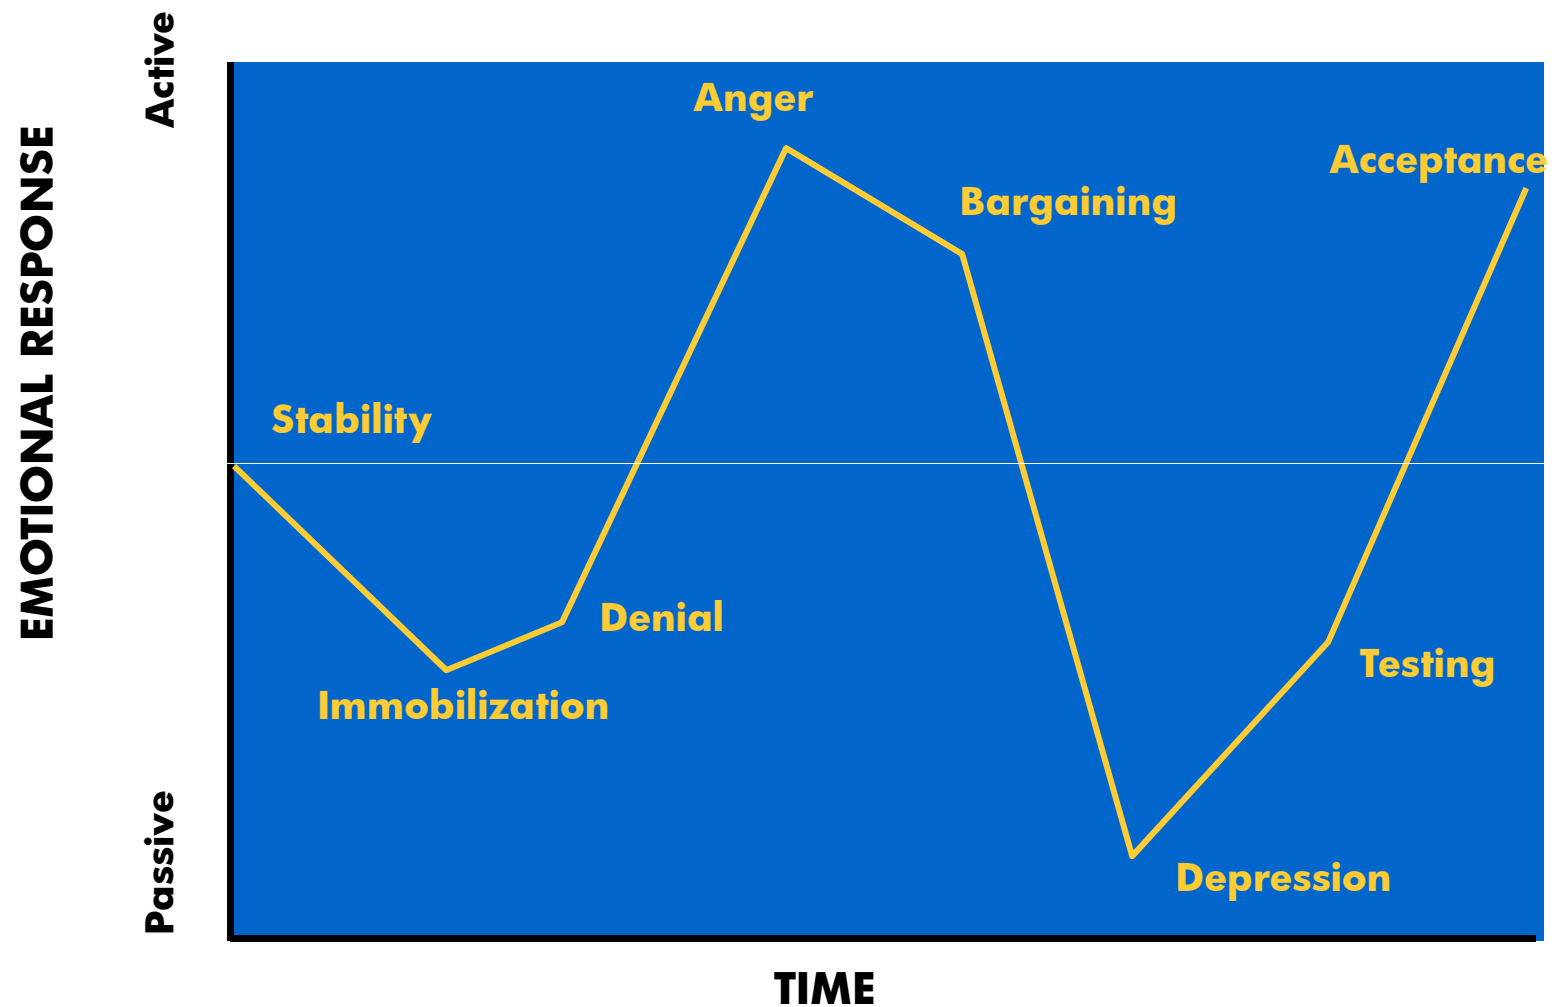 Active
EMOTIONAL RESPONSE
Passive
Anger
Acceptance
Bargaining
Stability
Denial
Testing
Immobilization
Depression
TIME